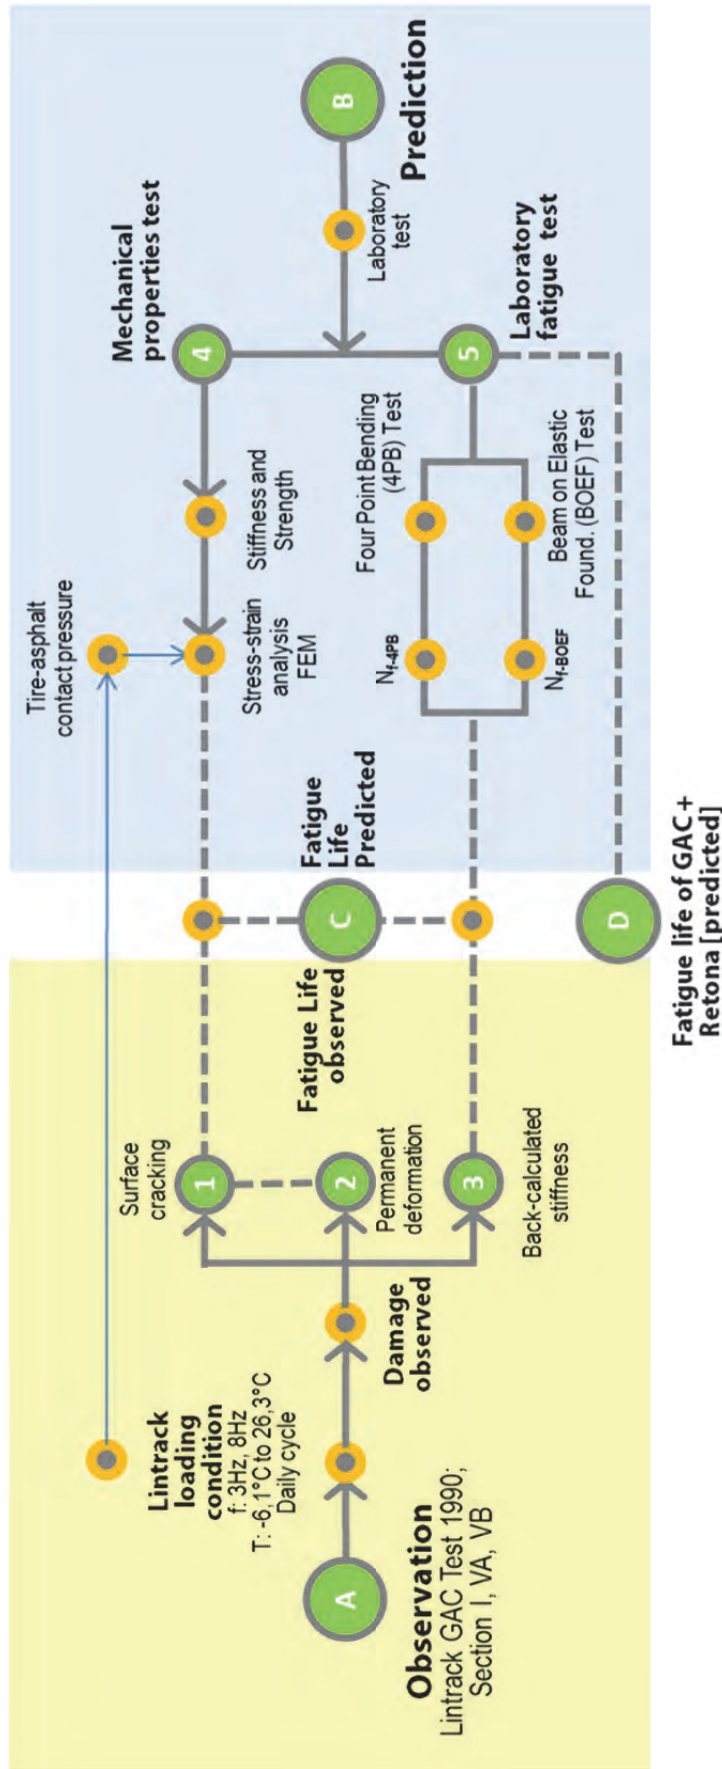 Lintrack
loading
condition
f: 3Hz, 8Hz
T: -6,1°C to 26,3°C
Daily cycle
A
Observation
Lintrack GAC Test 1990;
Section I, VA, VB
Damage
observed
Surface
cracking
1
2
Permanent
deformation
3
Back-calculated
stiffness
Fatigue Life
observed
C
Fatigue
Life
Predicted
D
Fatigue life of GAC+
Retona [predicted]
Tire-asphalt
contact pressure
Stress-strain
analysis
FEM
Stiffness and
Strength
Mechanical
properties test
4
Nf-4PB
Four Point Bending
(4PB) Test
Nf-BOEF
Beam on Elastic
Found. (BOEF) Test
5
Laboratory
fatigue test
Laboratory
test
B
Prediction